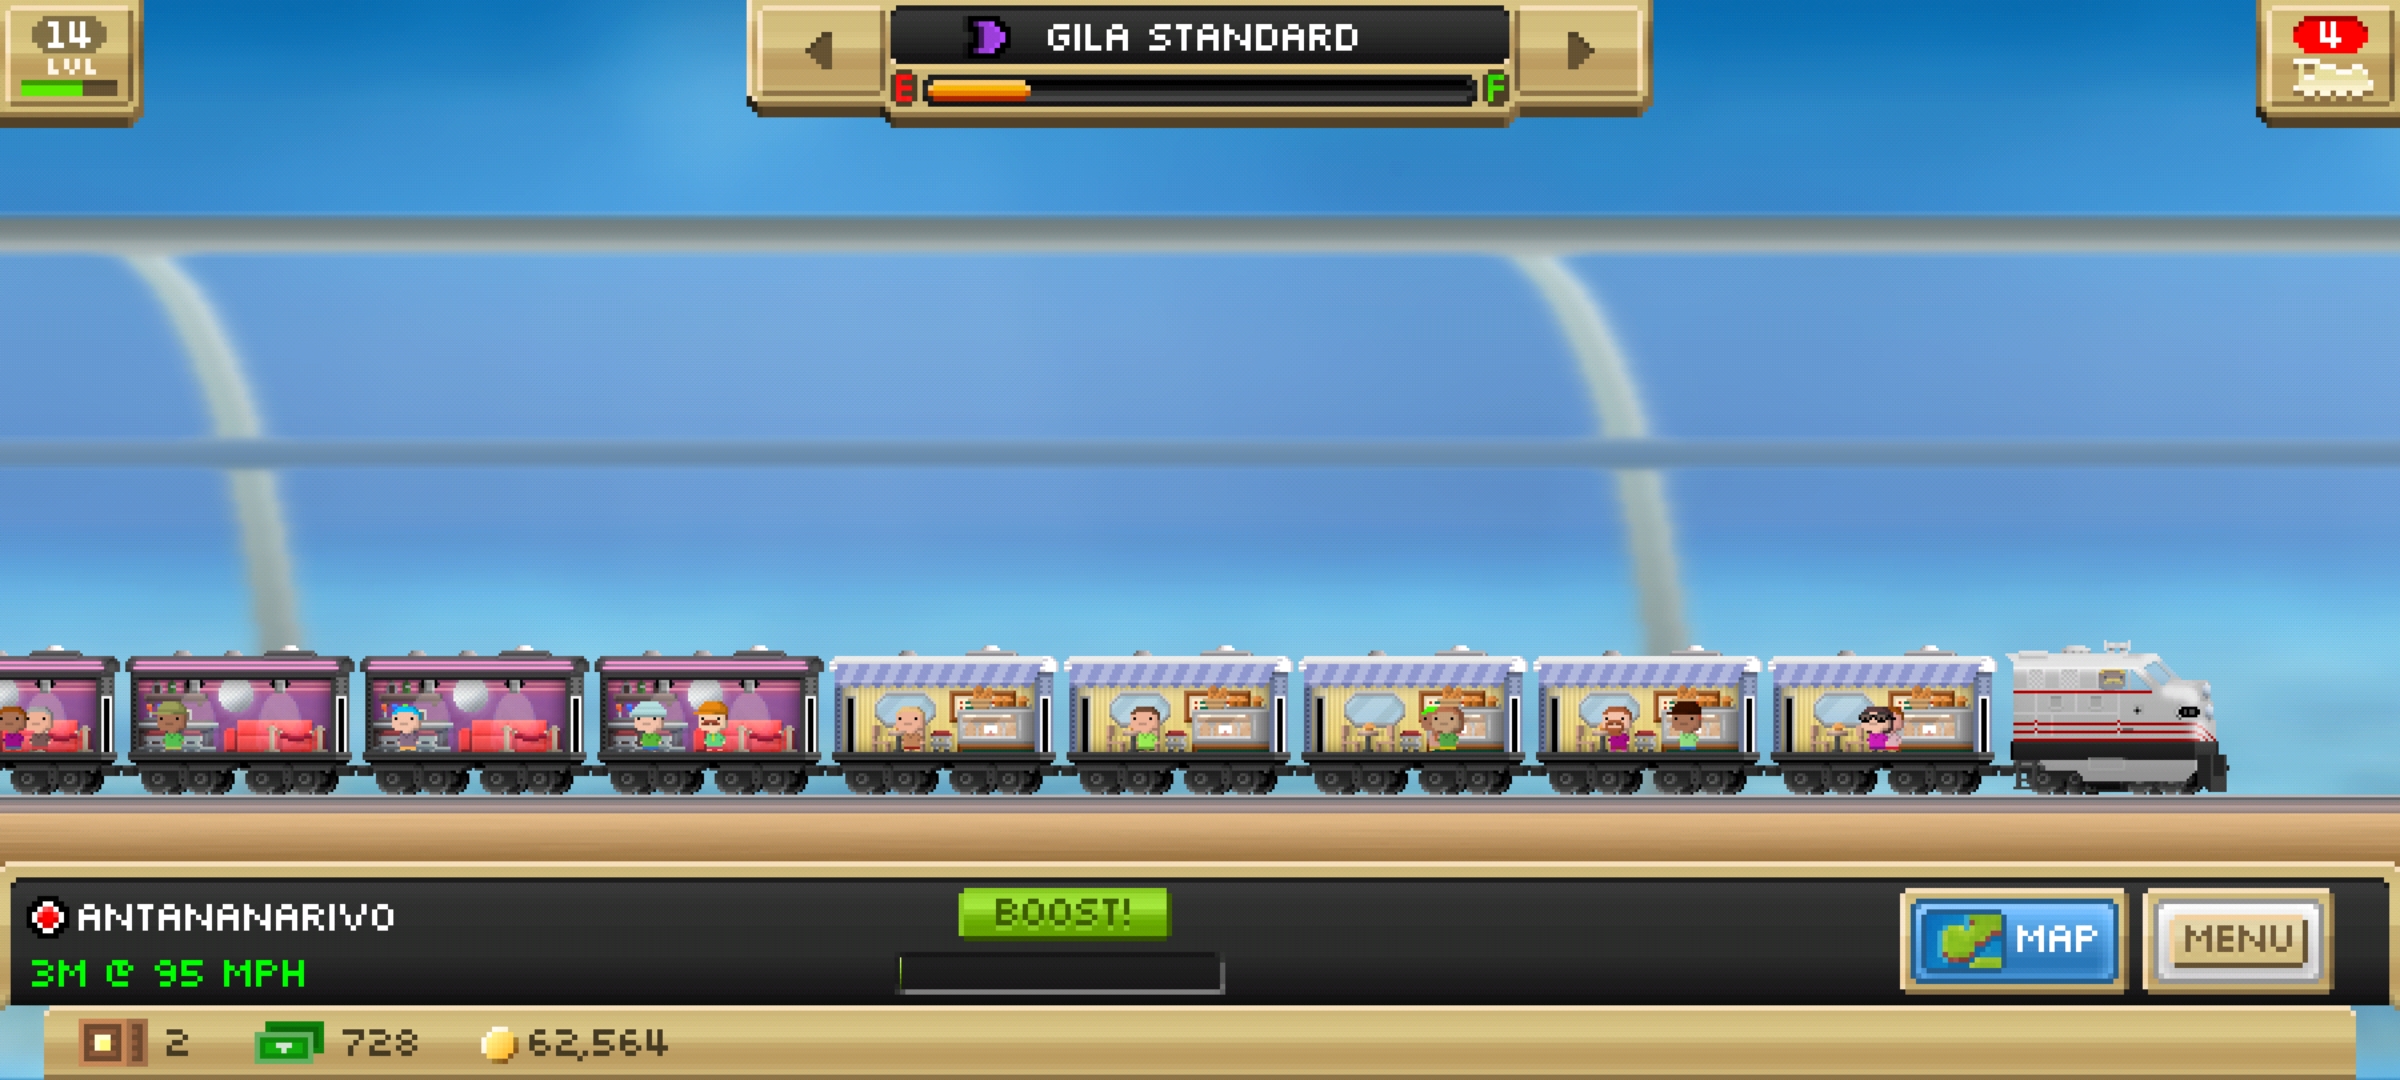 14
LVL
GILA STANDARD
E F
4
ANTANANARIVO
3M @ 95 MPH
BOOST!
MAP
MENU
2 728 62,564